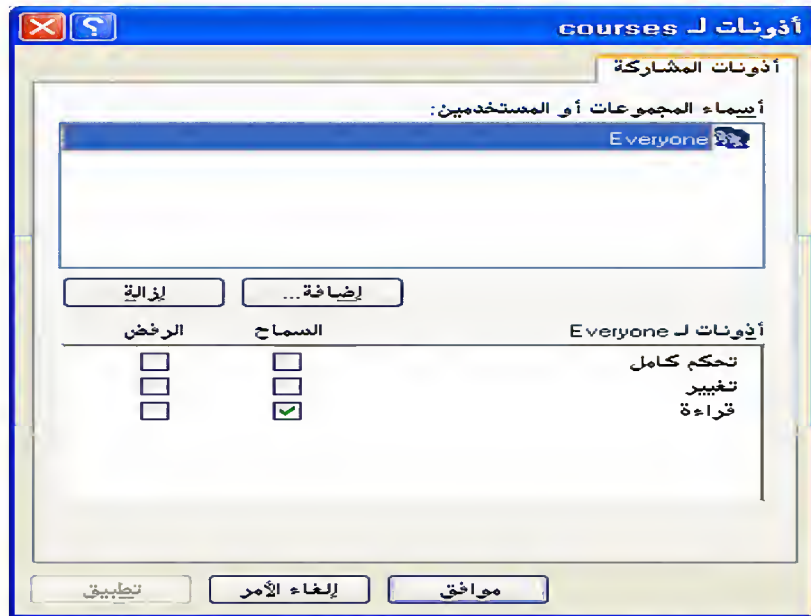 أذونات لـ courses
أذونات المشاركة
أسماء المجموعات أو المستخدمين:
Everyone
إضافة... إزالة
أذونات لـ Everyone السماح الرفض
تحكم كامل
تغيير
قراءة
موافق إلغاء الأمر تطبيق